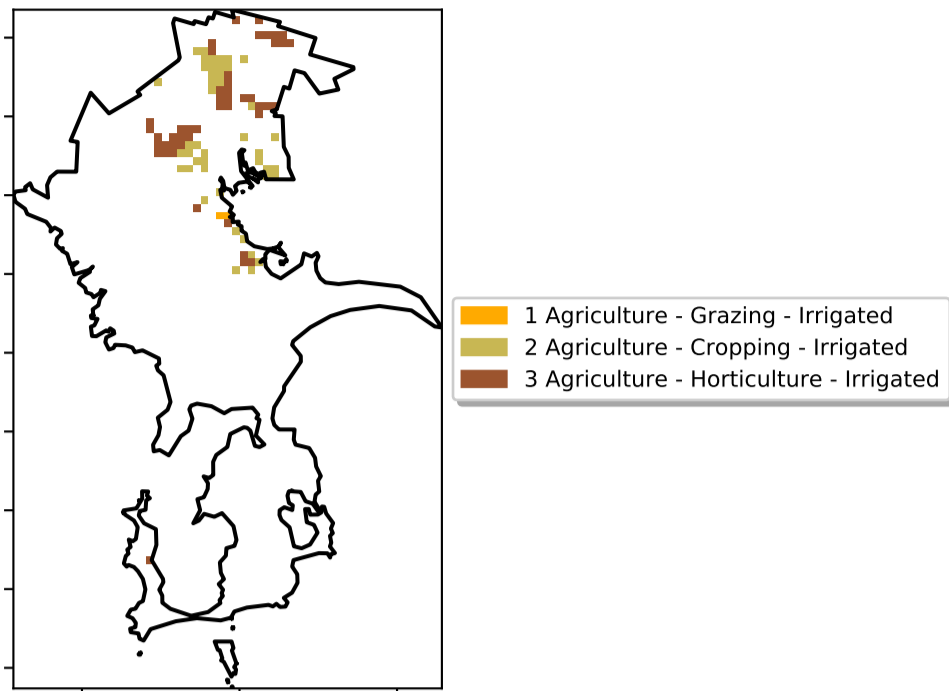 1 Agriculture - Grazing - Irrigated
2 Agriculture - Cropping - Irrigated
3 Agriculture - Horticulture - Irrigated